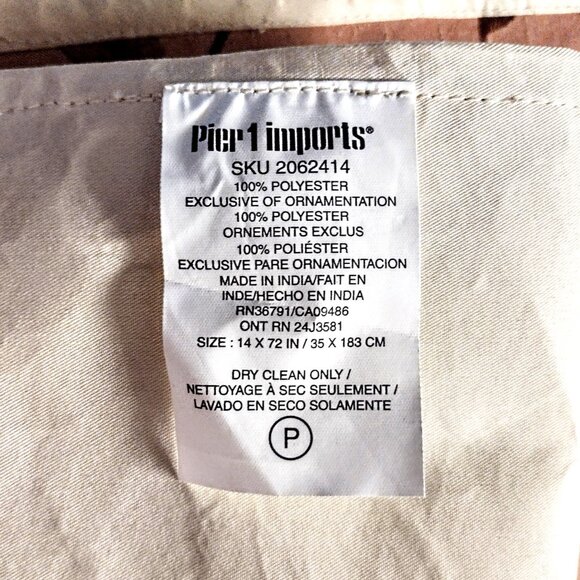 Pier 1 imports®
SKU 2062414
100% POLYESTER
EXCLUSIVE OF ORNAMENTATION
100% POLYESTER
ORNEMENTS EXCLUS
100% POLIÉSTER
EXCLUSIVE PARE ORNAMENTACION
MADE IN INDIA/FAIT EN
INDE/HECHO EN INDIA
RN36791/CA09486
ONT RN 24J3581
SIZE : 14 X 72 IN / 35 X 183 CM
DRY CLEAN ONLY /
NETTOYAGE À SEC SEULEMENT /
LAVADO EN SECO SOLAMENTE
P